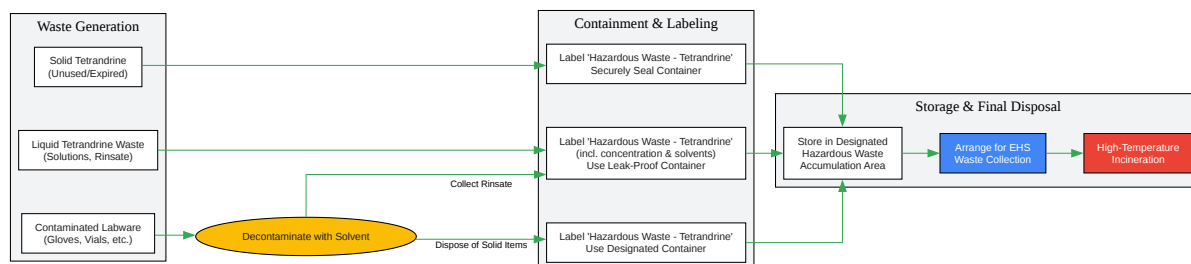 Waste Generation
Solid Tetrandrine
(Unused/Expired)
Liquid Tetrandrine Waste
(Solutions, Rinsate)
Contaminated Labware
(Gloves, Vials, etc.)
Decontaminate with Solvent
Collect Rinsate
Dispose of Solid Items
Containment & Labeling
Label 'Hazardous Waste - Tetrandrine'
Securely Seal Container
Label 'Hazardous Waste - Tetrandrine'
(incl. concentration & solvents)
Use Leak-Proof Container
Label 'Hazardous Waste - Tetrandrine'
Use Designated Container
Storage & Final Disposal
Store in Designated
Hazardous Waste
Accumulation Area
Arrange for EHS
Waste Collection
High-Temperature
Incineration